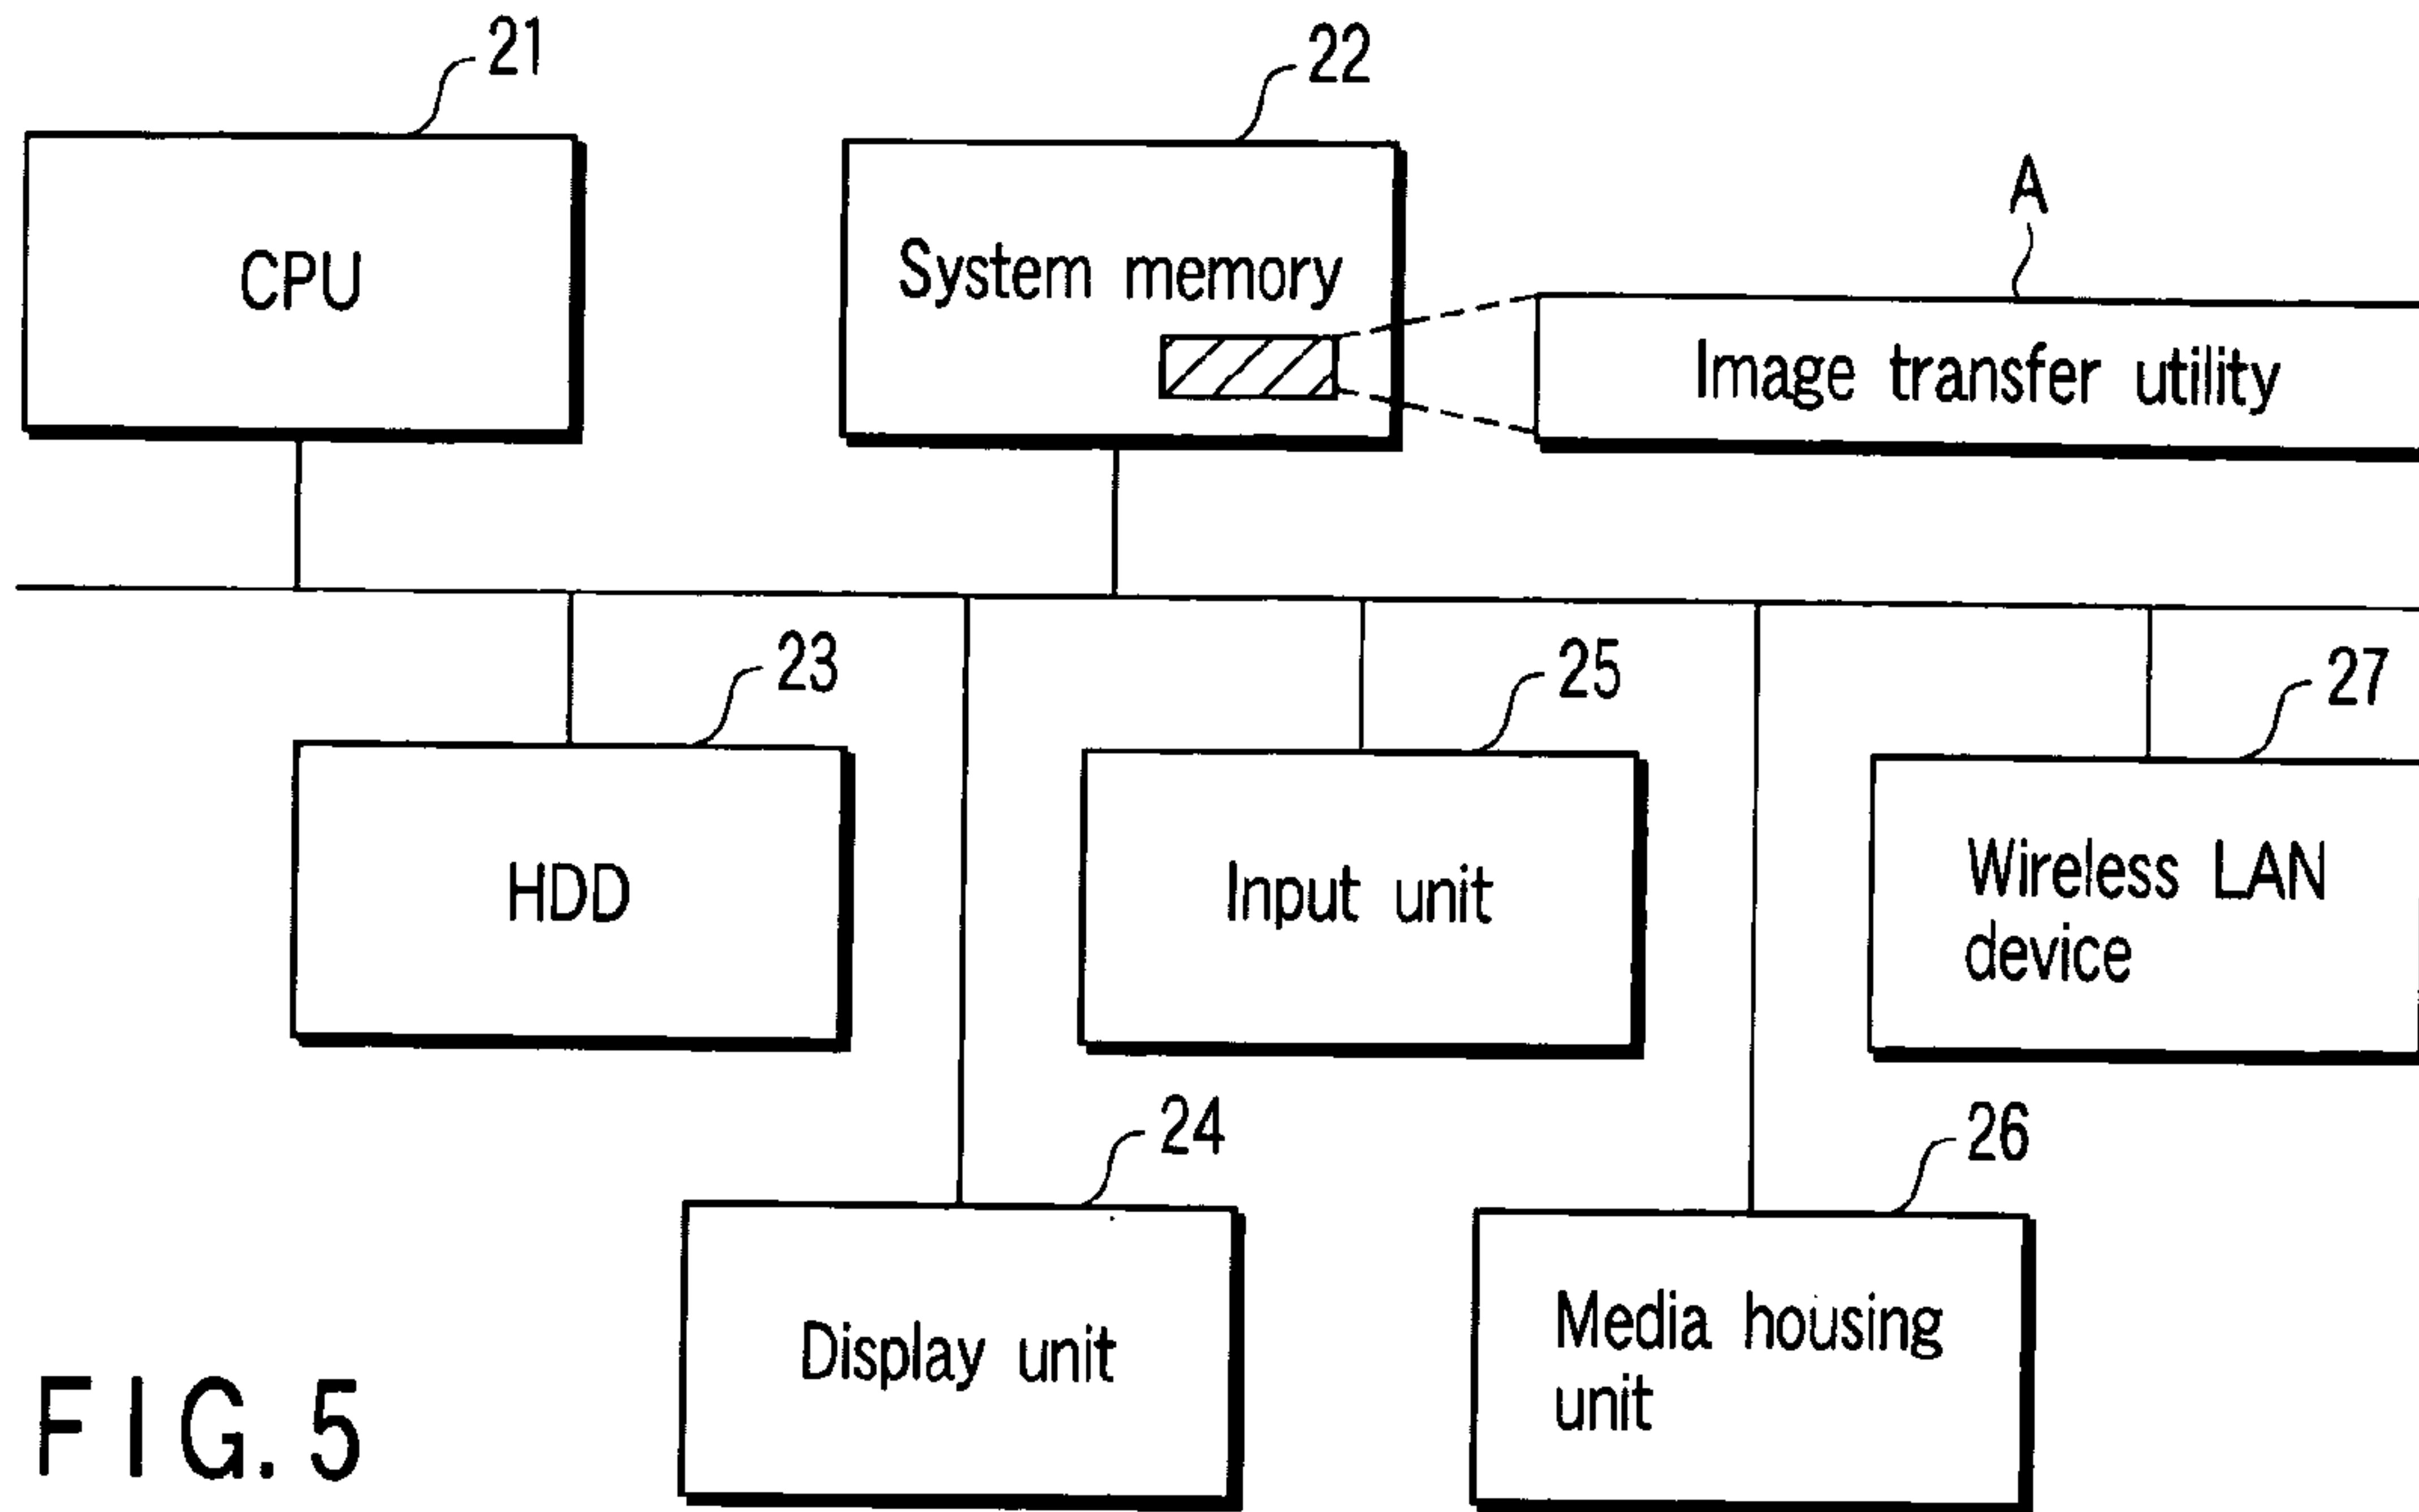 21
22
A
CPU
System memory
Image transfer utility
23
25
27
HDD
Input unit
Wireless LAN
device
24
26
Display unit
Media housing
unit
FIG. 5